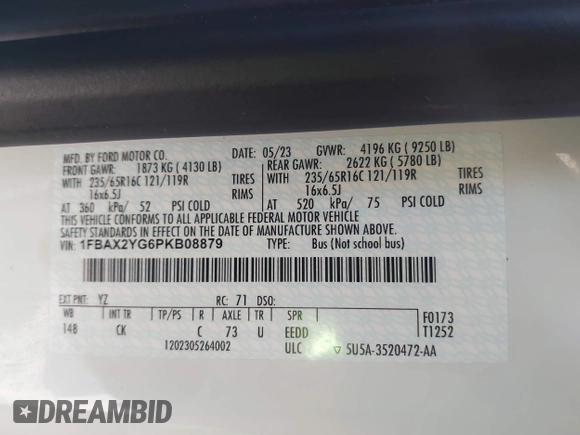 MFD. BY FORD MOTOR CO. DATE: 05/23 GVWR: 4196 KG ( 9250 LB)
FRONT GAWR: 1873 KG ( 4130 LB) REAR GAWR: 2622 KG ( 5780 LB)
WITH 235/65R16C 121/119R TIRES WITH 235/65R16C 121/119R TIRES
16x6.5J RIMS 16x6.5J RIMS
AT 360 kPa/ 52 PSI COLD AT 520 kPa/ 75 PSI COLD
THIS VEHICLE CONFORMS TO ALL APPLICABLE FEDERAL MOTOR VEHICLE
SAFETY STANDARDS IN EFFECT ON THE DATE OF MANUFACTURE SHOWN ABOVE.
VIN: 1FBAX2YG6PKB08879 TYPE: Bus (Not school bus)
EXT PNT: YZ RC: 71 DSO:
WB INT TR TP/PS R AXLE TR SPR F0173
148 CK C 73 U EEDD T1252
1202305264002 ULC ▽ 5U5A-3520472-AA
DREAMBID